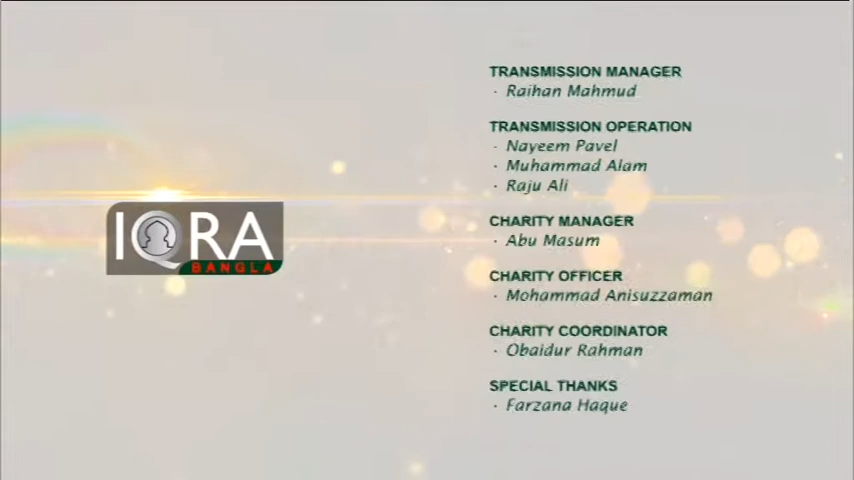 IQRA
BANGLA
TRANSMISSION MANAGER
· Raihan Mahmud
TRANSMISSION OPERATION
· Nayeem Pavel
· Muhammad Alam
· Raju Ali
CHARITY MANAGER
· Abu Masum
CHARITY OFFICER
· Mohammad Anisuzzaman
CHARITY COORDINATOR
· Obaidur Rahman
SPECIAL THANKS
· Farzana Haque